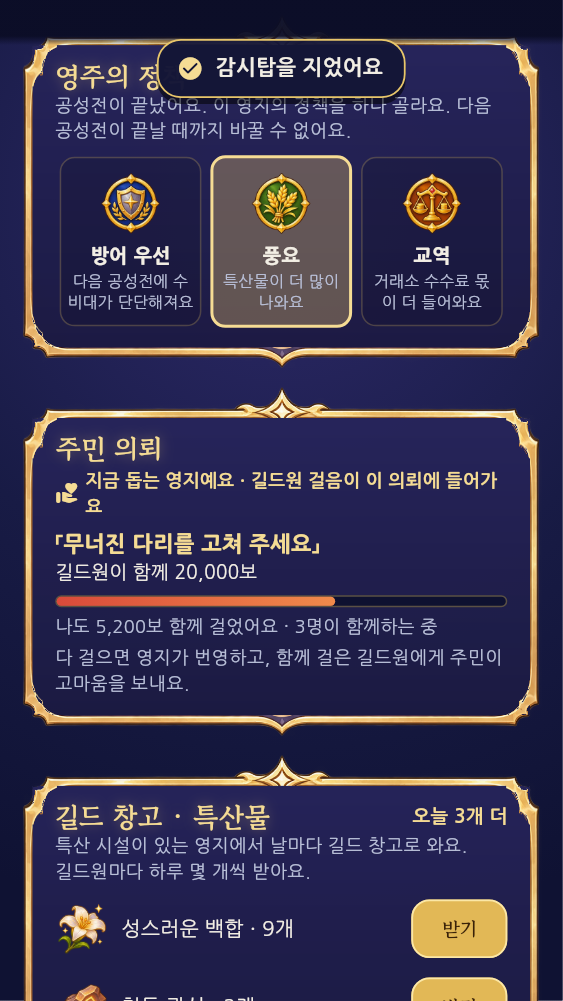 감시탑을 지었어요
영주의
공성전이 끝났어요. 이 영지의 정책을 하나 골라요. 다음
공성전이 끝날 때까지 바꿀 수 없어요.
방어 우선
다음 공성전에 수
비대가 단단해져요
풍요
특산물이 더 많이
나와요
교역
거래소 수수료 몫
이 더 들어와요
주민 의뢰
지금 돕는 영지예요 · 길드원 걸음이 이 의뢰에 들어가
요
「무너진 다리를 고쳐 주세요」
길드원이 함께 20,000보
나도 5,200보 함께 걸었어요 · 3명이 함께하는 중
다 걸으면 영지가 번영하고, 함께 걸은 길드원에게 주민이
고마움을 보내요.
길드 창고 · 특산물
오늘 3개 더
특산 시설이 있는 영지에서 날마다 길드 창고로 와요.
길드원마다 하루 몇 개씩 받아요.
성스러운 백합 · 9개
받기